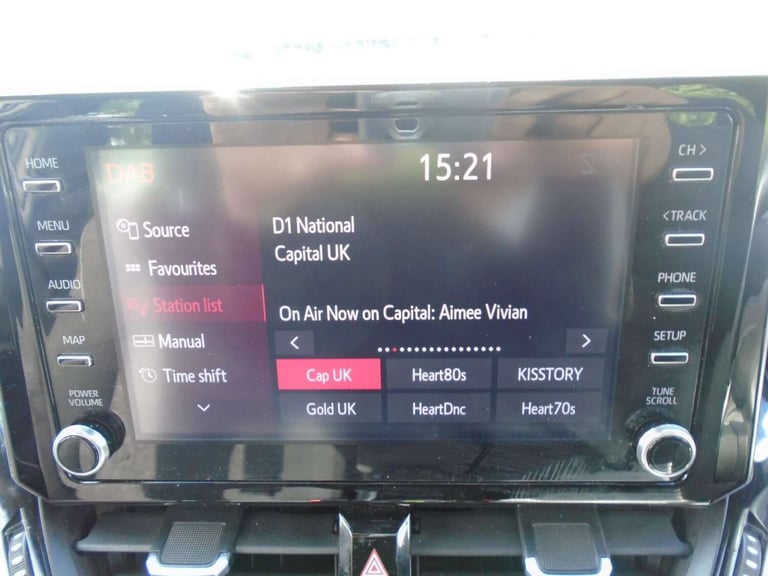 HOME
MENU
AUDIO
MAP
POWER
VOLUME
DAB
15:21
Source
Favourites
Station list
Manual
Time shift
D1 National
Capital UK
On Air Now on Capital: Aimee Vivian
< >
Cap UK Heart80s KISSTORY
Gold UK HeartDnc Heart70s
CH >
< TRACK
PHONE
SETUP
TUNE
SCROLL